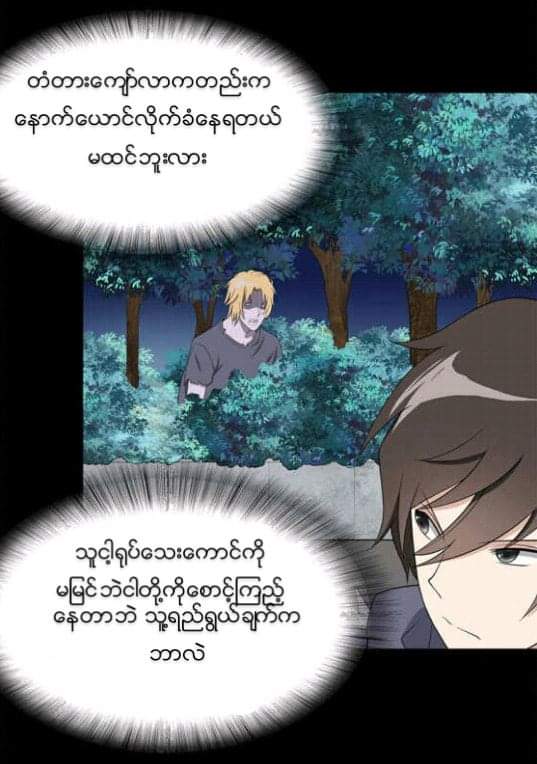 တံတားကျော်လာကတည်းက
နောက်ယောင်လိုက်ခံနေရတယ်
မထင်ဘူးလား
သူငါ့ရုပ်သေးကောင်ကို
မမြင်ဘဲငါတို့ကိုစောင့်ကြည့်
နေတာဘဲ သူ့ရည်ရွယ်ချက်က
ဘာလဲ